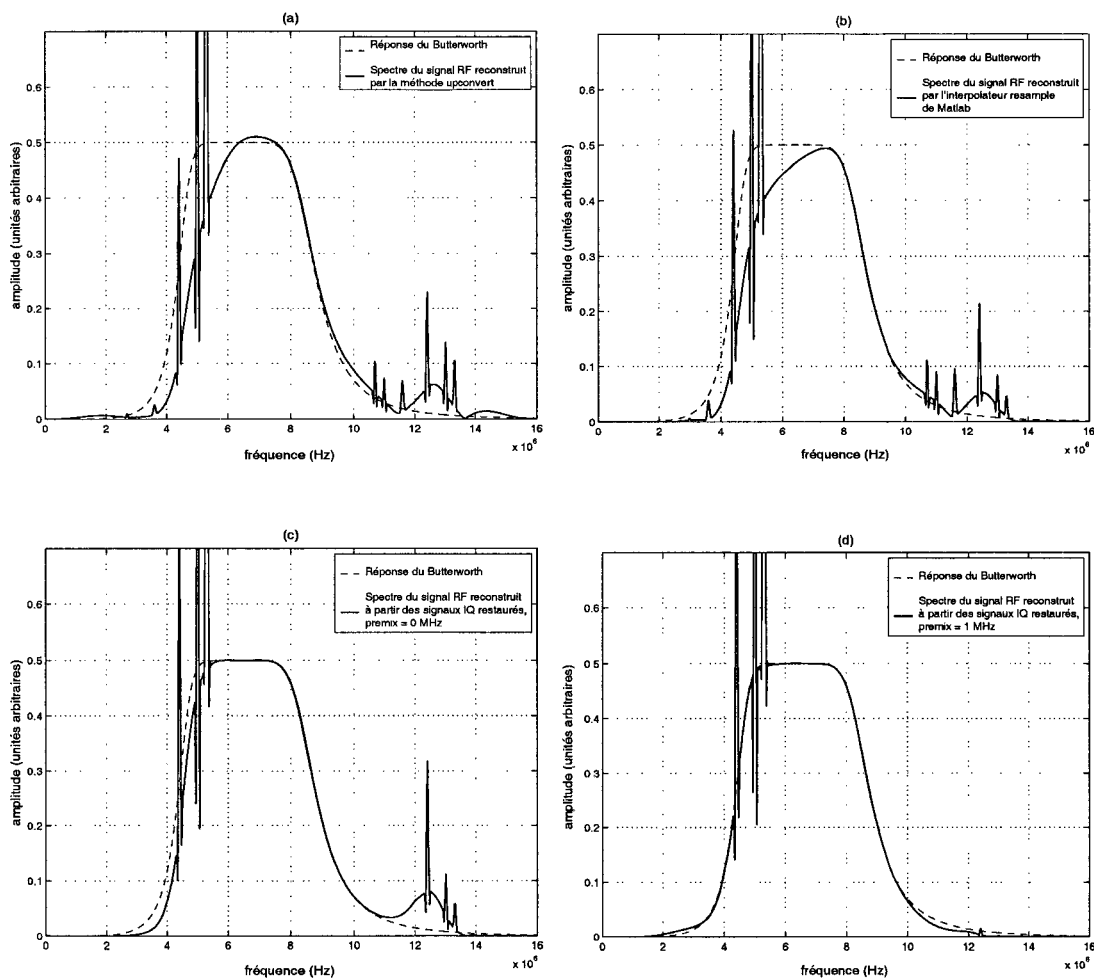 (a)
Réponse du Butterworth
Spectre du signal RF reconstruit
par la méthode upconvert
amplitude (unités arbitraires)
0.6
0.5
0.4
0.3
0.2
0.1
0
0
2
4
6
8
10
12
14
16
x 10^6
fréquence (Hz)
(b)
Réponse du Butterworth
Spectre du signal RF reconstruit
par l'interpolateur resample
de Matlab
amplitude (unités arbitraires)
0.6
0.5
0.4
0.3
0.2
0.1
0
0
2
4
6
8
10
12
14
16
x 10^6
fréquence (Hz)
(c)
Réponse du Butterworth
Spectre du signal RF reconstruit
à partir des signaux IQ restaurés,
premix = 0 MHz
amplitude (unités arbitraires)
0.6
0.5
0.4
0.3
0.2
0.1
0
0
2
4
6
8
10
12
14
16
x 10^6
fréquence (Hz)
(d)
Réponse du Butterworth
Spectre du signal RF reconstruit
à partir des signaux IQ restaurés,
premix = 1 MHz
amplitude (unités arbitraires)
0.6
0.5
0.4
0.3
0.2
0.1
0
0
2
4
6
8
10
12
14
16
x 10^6
fréquence (Hz)